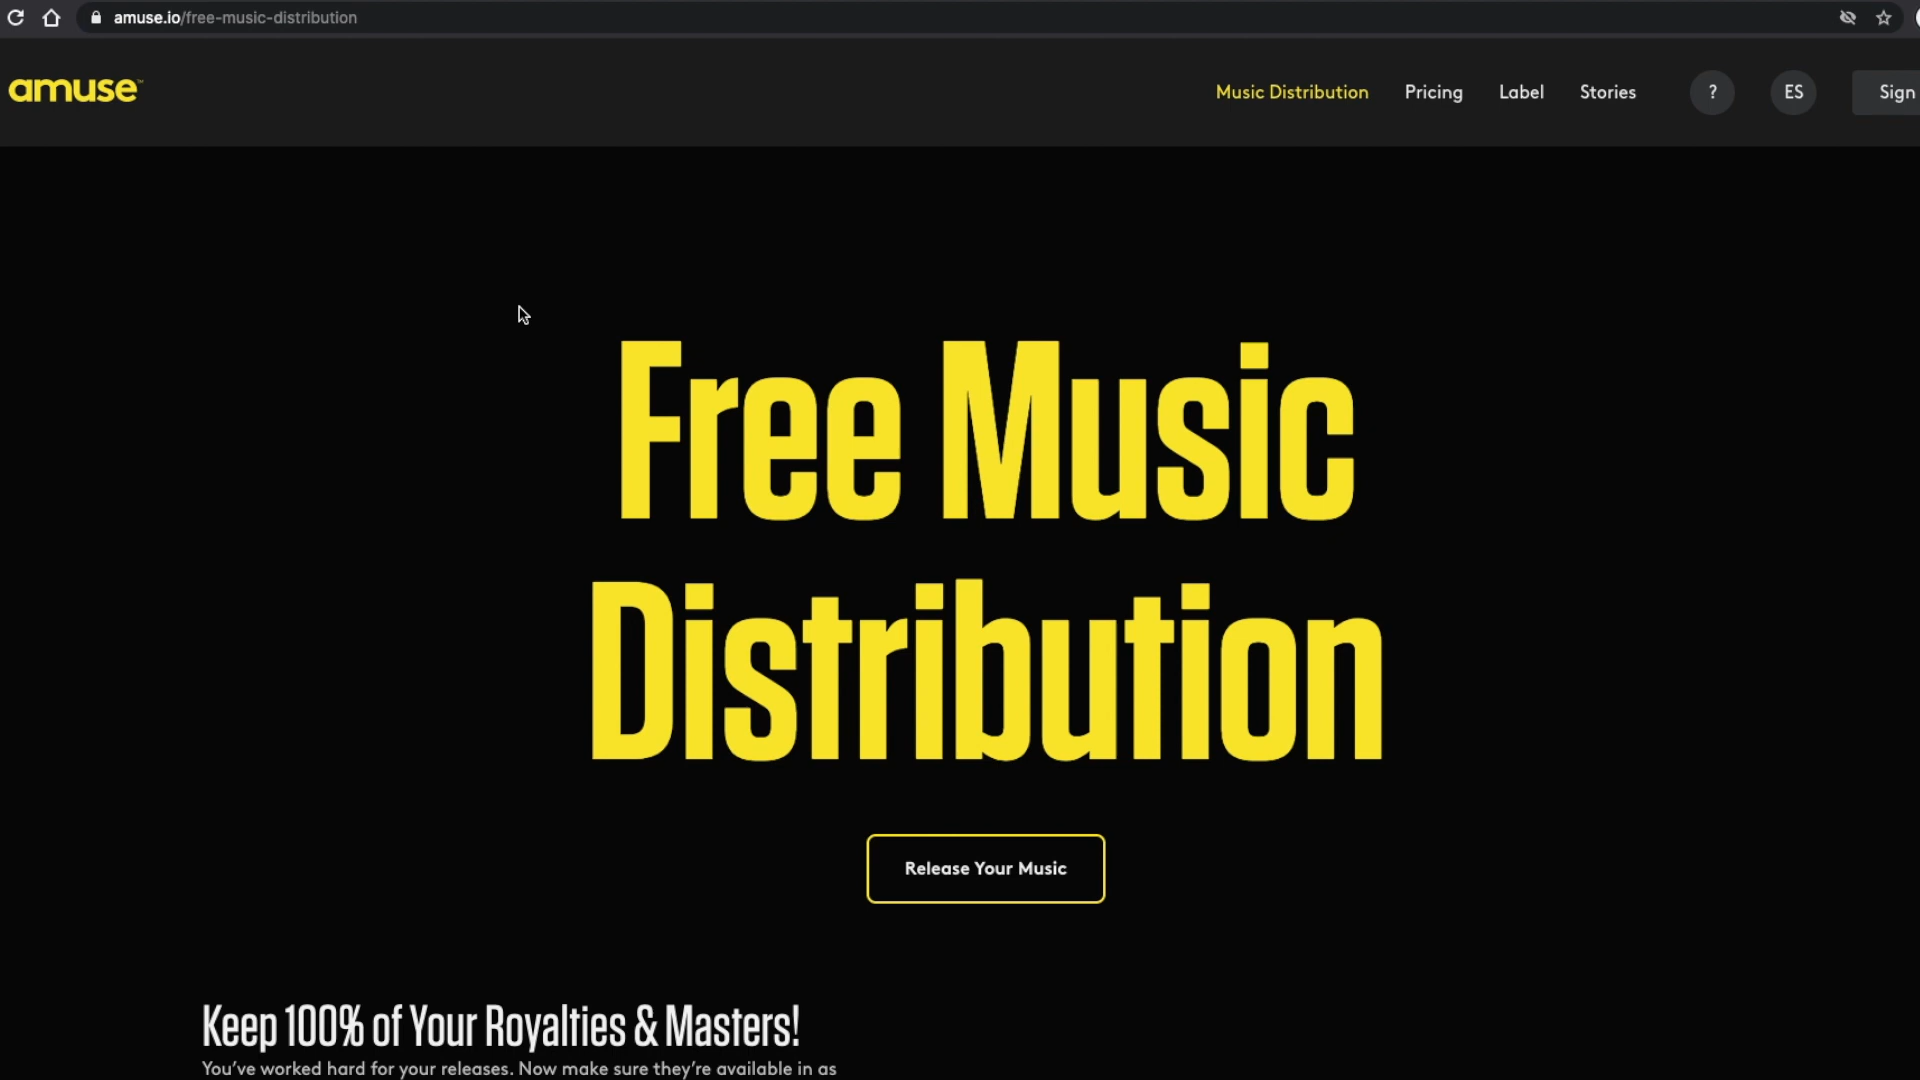 amuse.io/free-music-distribution
amuse™
Music Distribution Pricing Label Stories ? ES Sign
Free Music
Distribution
Release Your Music
Keep 100% of Your Royalties & Masters!
You've worked hard for your releases. Now make sure they're available in as